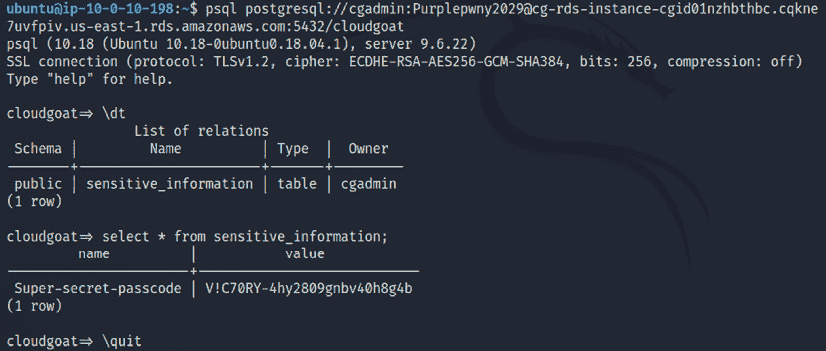 ubuntu@ip-10-0-10-198:~$ psql postgresql://cgadmin:Purplepwny2029@cg-rds-instance-cgid01nzhbthbc.cqkne
7uvfpiv.us-east-1.rds.amazonaws.com:5432/cloudgoat
psql (10.18 (Ubuntu 10.18-0ubuntu0.18.04.1), server 9.6.22)
SSL connection (protocol: TLSv1.2, cipher: ECDHE-RSA-AES256-GCM-SHA384, bits: 256, compression: off)
Type "help" for help.
cloudgoat=> \dt
List of relations
Schema | Name | Type | Owner
--------+-----------------------+-------+---------
public | sensitive_information | table | cgadmin
(1 row)
cloudgoat=> select * from sensitive_information;
name | value
-----------------------+----------------------------
Super-secret-passcode | V!C70RY-4hy2809gnbv40h8g4b
(1 row)
cloudgoat=> \quit